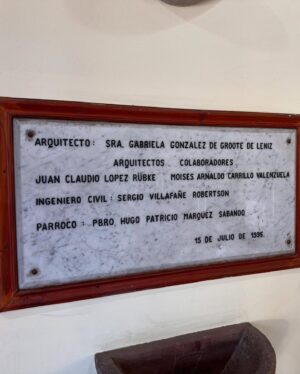 ARQUITECTO: SRA. GABRIELA GONZALEZ DE GROOTE DE LENIZ
ARQUITECTOS COLABORADORES
JUAN CLAUDIO LOPEZ RÜBKE MOISES ARNALDO CARRILLO VALENZUELA
INGENIERO CIVIL: SERGIO VILLAFAÑE ROBERTSON
PARROCO: PBRO. HUGO PATRICIO MARQUEZ SABANDO
15 DE JULIO DE 1995.